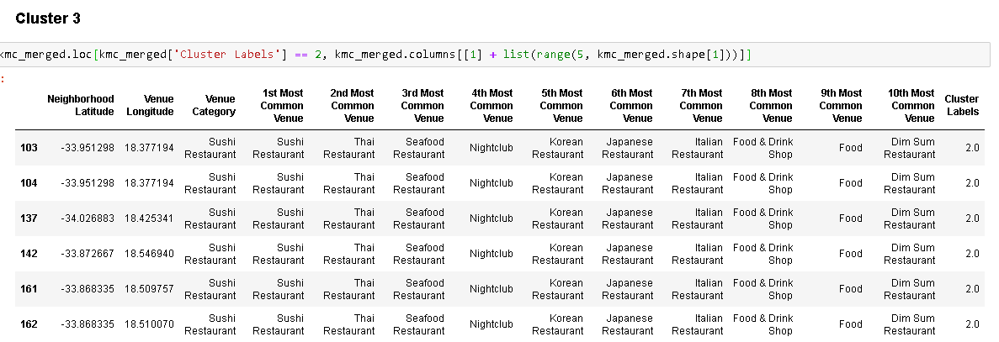 Cluster 3
kmc_merged.loc[kmc_merged['Cluster Labels'] == 2, kmc_merged.columns[[1] + list(range(5, kmc_merged.shape[1]))]]
:
Neighborhood Latitude Venue Longitude Venue Category 1st Most Common Venue 2nd Most Common Venue 3rd Most Common Venue 4th Most Common Venue 5th Most Common Venue 6th Most Common Venue 7th Most Common Venue 8th Most Common Venue 9th Most Common Venue 10th Most Common Venue Cluster Labels
103 -33.951298 18.377194 Sushi Restaurant Sushi Restaurant Thai Restaurant Seafood Restaurant Nightclub Korean Restaurant Japanese Restaurant Italian Restaurant Food & Drink Shop Food Dim Sum Restaurant 2.0
104 -33.951298 18.377194 Sushi Restaurant Sushi Restaurant Thai Restaurant Seafood Restaurant Nightclub Korean Restaurant Japanese Restaurant Italian Restaurant Food & Drink Shop Food Dim Sum Restaurant 2.0
137 -34.026883 18.425341 Sushi Restaurant Sushi Restaurant Thai Restaurant Seafood Restaurant Nightclub Korean Restaurant Japanese Restaurant Italian Restaurant Food & Drink Shop Food Dim Sum Restaurant 2.0
142 -33.872667 18.546940 Sushi Restaurant Sushi Restaurant Thai Restaurant Seafood Restaurant Nightclub Korean Restaurant Japanese Restaurant Italian Restaurant Food & Drink Shop Food Dim Sum Restaurant 2.0
161 -33.868335 18.509757 Sushi Restaurant Sushi Restaurant Thai Restaurant Seafood Restaurant Nightclub Korean Restaurant Japanese Restaurant Italian Restaurant Food & Drink Shop Food Dim Sum Restaurant 2.0
162 -33.868335 18.510070 Sushi Restaurant Sushi Restaurant Thai Restaurant Seafood Restaurant Nightclub Korean Restaurant Japanese Restaurant Italian Restaurant Food & Drink Shop Food Dim Sum Restaurant 2.0